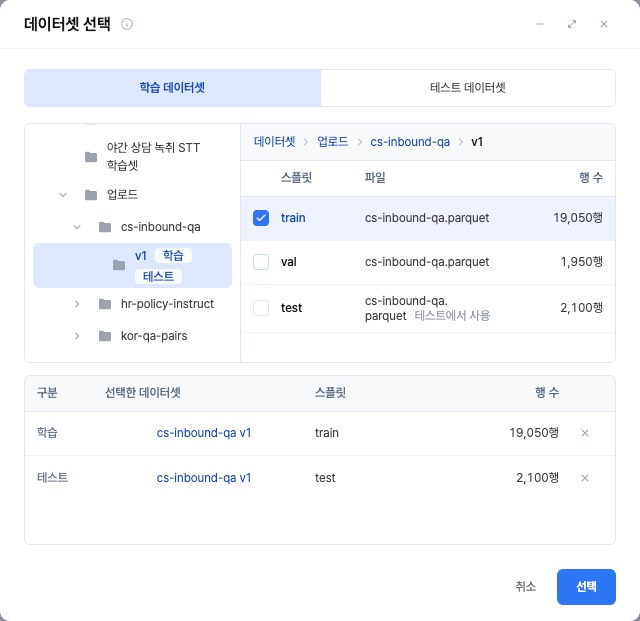 데이터셋 선택
학습 데이터셋
테스트 데이터셋
야간 상담 녹취 STT
학습셋
업로드
cs-inbound-qa
v1 학습
테스트
hr-policy-instruct
kor-qa-pairs
데이터셋 > 업로드 > cs-inbound-qa > v1
스플릿 파일 행 수
train cs-inbound-qa.parquet 19,050행
val cs-inbound-qa.parquet 1,950행
test cs-inbound-qa.
parquet 테스트에서 사용 2,100행
구분 선택한 데이터셋 스플릿 행 수
학습 cs-inbound-qa v1 train 19,050행
테스트 cs-inbound-qa v1 test 2,100행
취소 선택